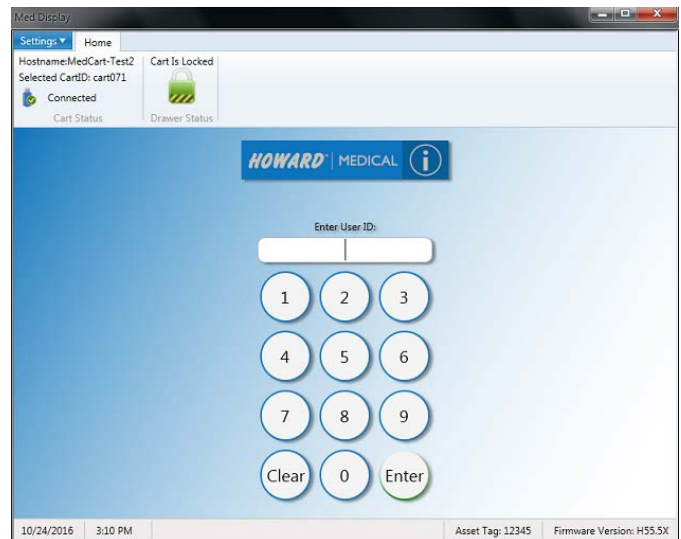 Med Display
Settings Home
Hostname:MedCart-Test2
Selected CartID: cart071
Connected
Cart Status
Cart Is Locked
Drawer Status
HOWARD | MEDICAL i
Enter User ID:
1 2 3
4 5 6
7 8 9
Clear 0 Enter
10/24/2016 3:10 PM Asset Tag: 12345 Firmware Version: H55.5X